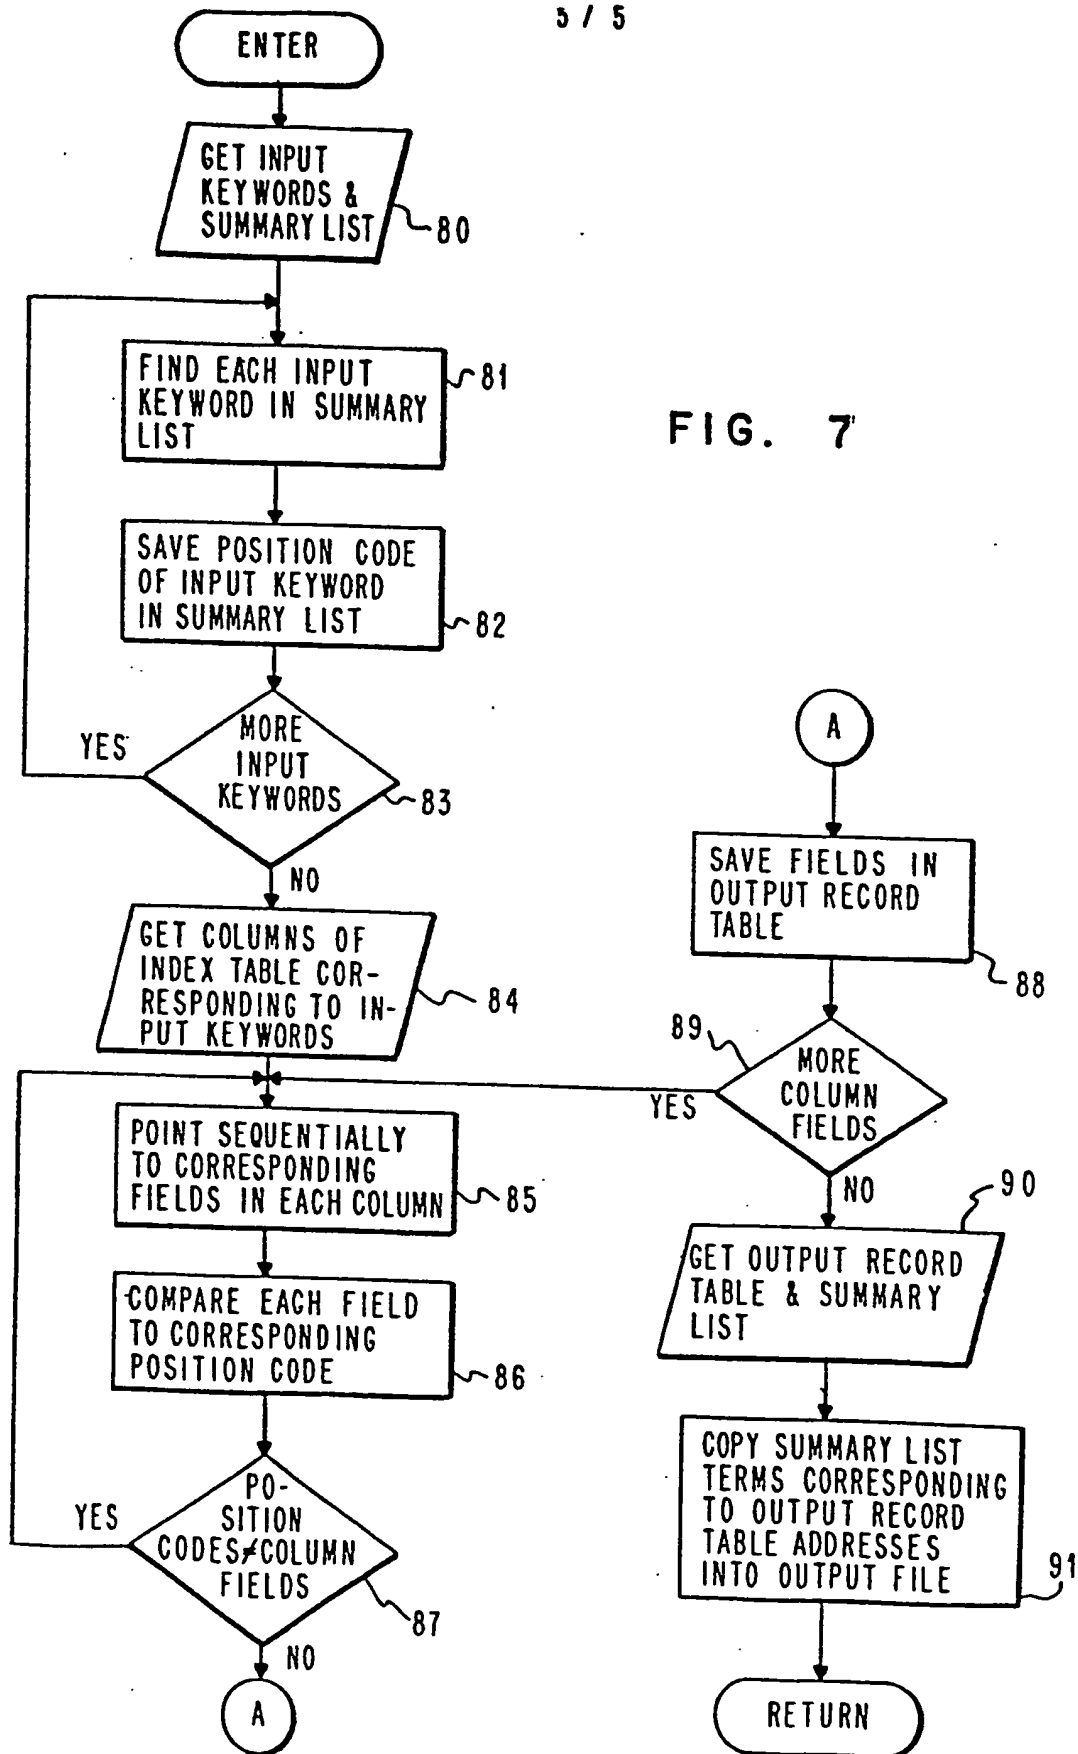 5 / 5
ENTER
GET INPUT
KEYWORDS &
SUMMARY LIST
80
FIND EACH INPUT
KEYWORD IN SUMMARY
LIST
81
FIG. 7
SAVE POSITION CODE
OF INPUT KEYWORD
IN SUMMARY LIST
82
MORE
INPUT
KEYWORDS
83
YES
NO
GET COLUMNS OF
INDEX TABLE COR-
RESPONDING TO IN-
PUT KEYWORDS
84
POINT SEQUENTIALLY
TO CORRESPONDING
FIELDS IN EACH COLUMN
85
COMPARE EACH FIELD
TO CORRESPONDING
POSITION CODE
86
PO-
SITION
CODES≠COLUMN
FIELDS
87
YES
NO
A
A
SAVE FIELDS IN
OUTPUT RECORD
TABLE
88
89
MORE
COLUMN
FIELDS
YES
NO
90
GET OUTPUT RECORD
TABLE & SUMMARY
LIST
COPY SUMMARY LIST
TERMS CORRESPONDING
TO OUTPUT RECORD
TABLE ADDRESSES
INTO OUTPUT FILE
91
RETURN